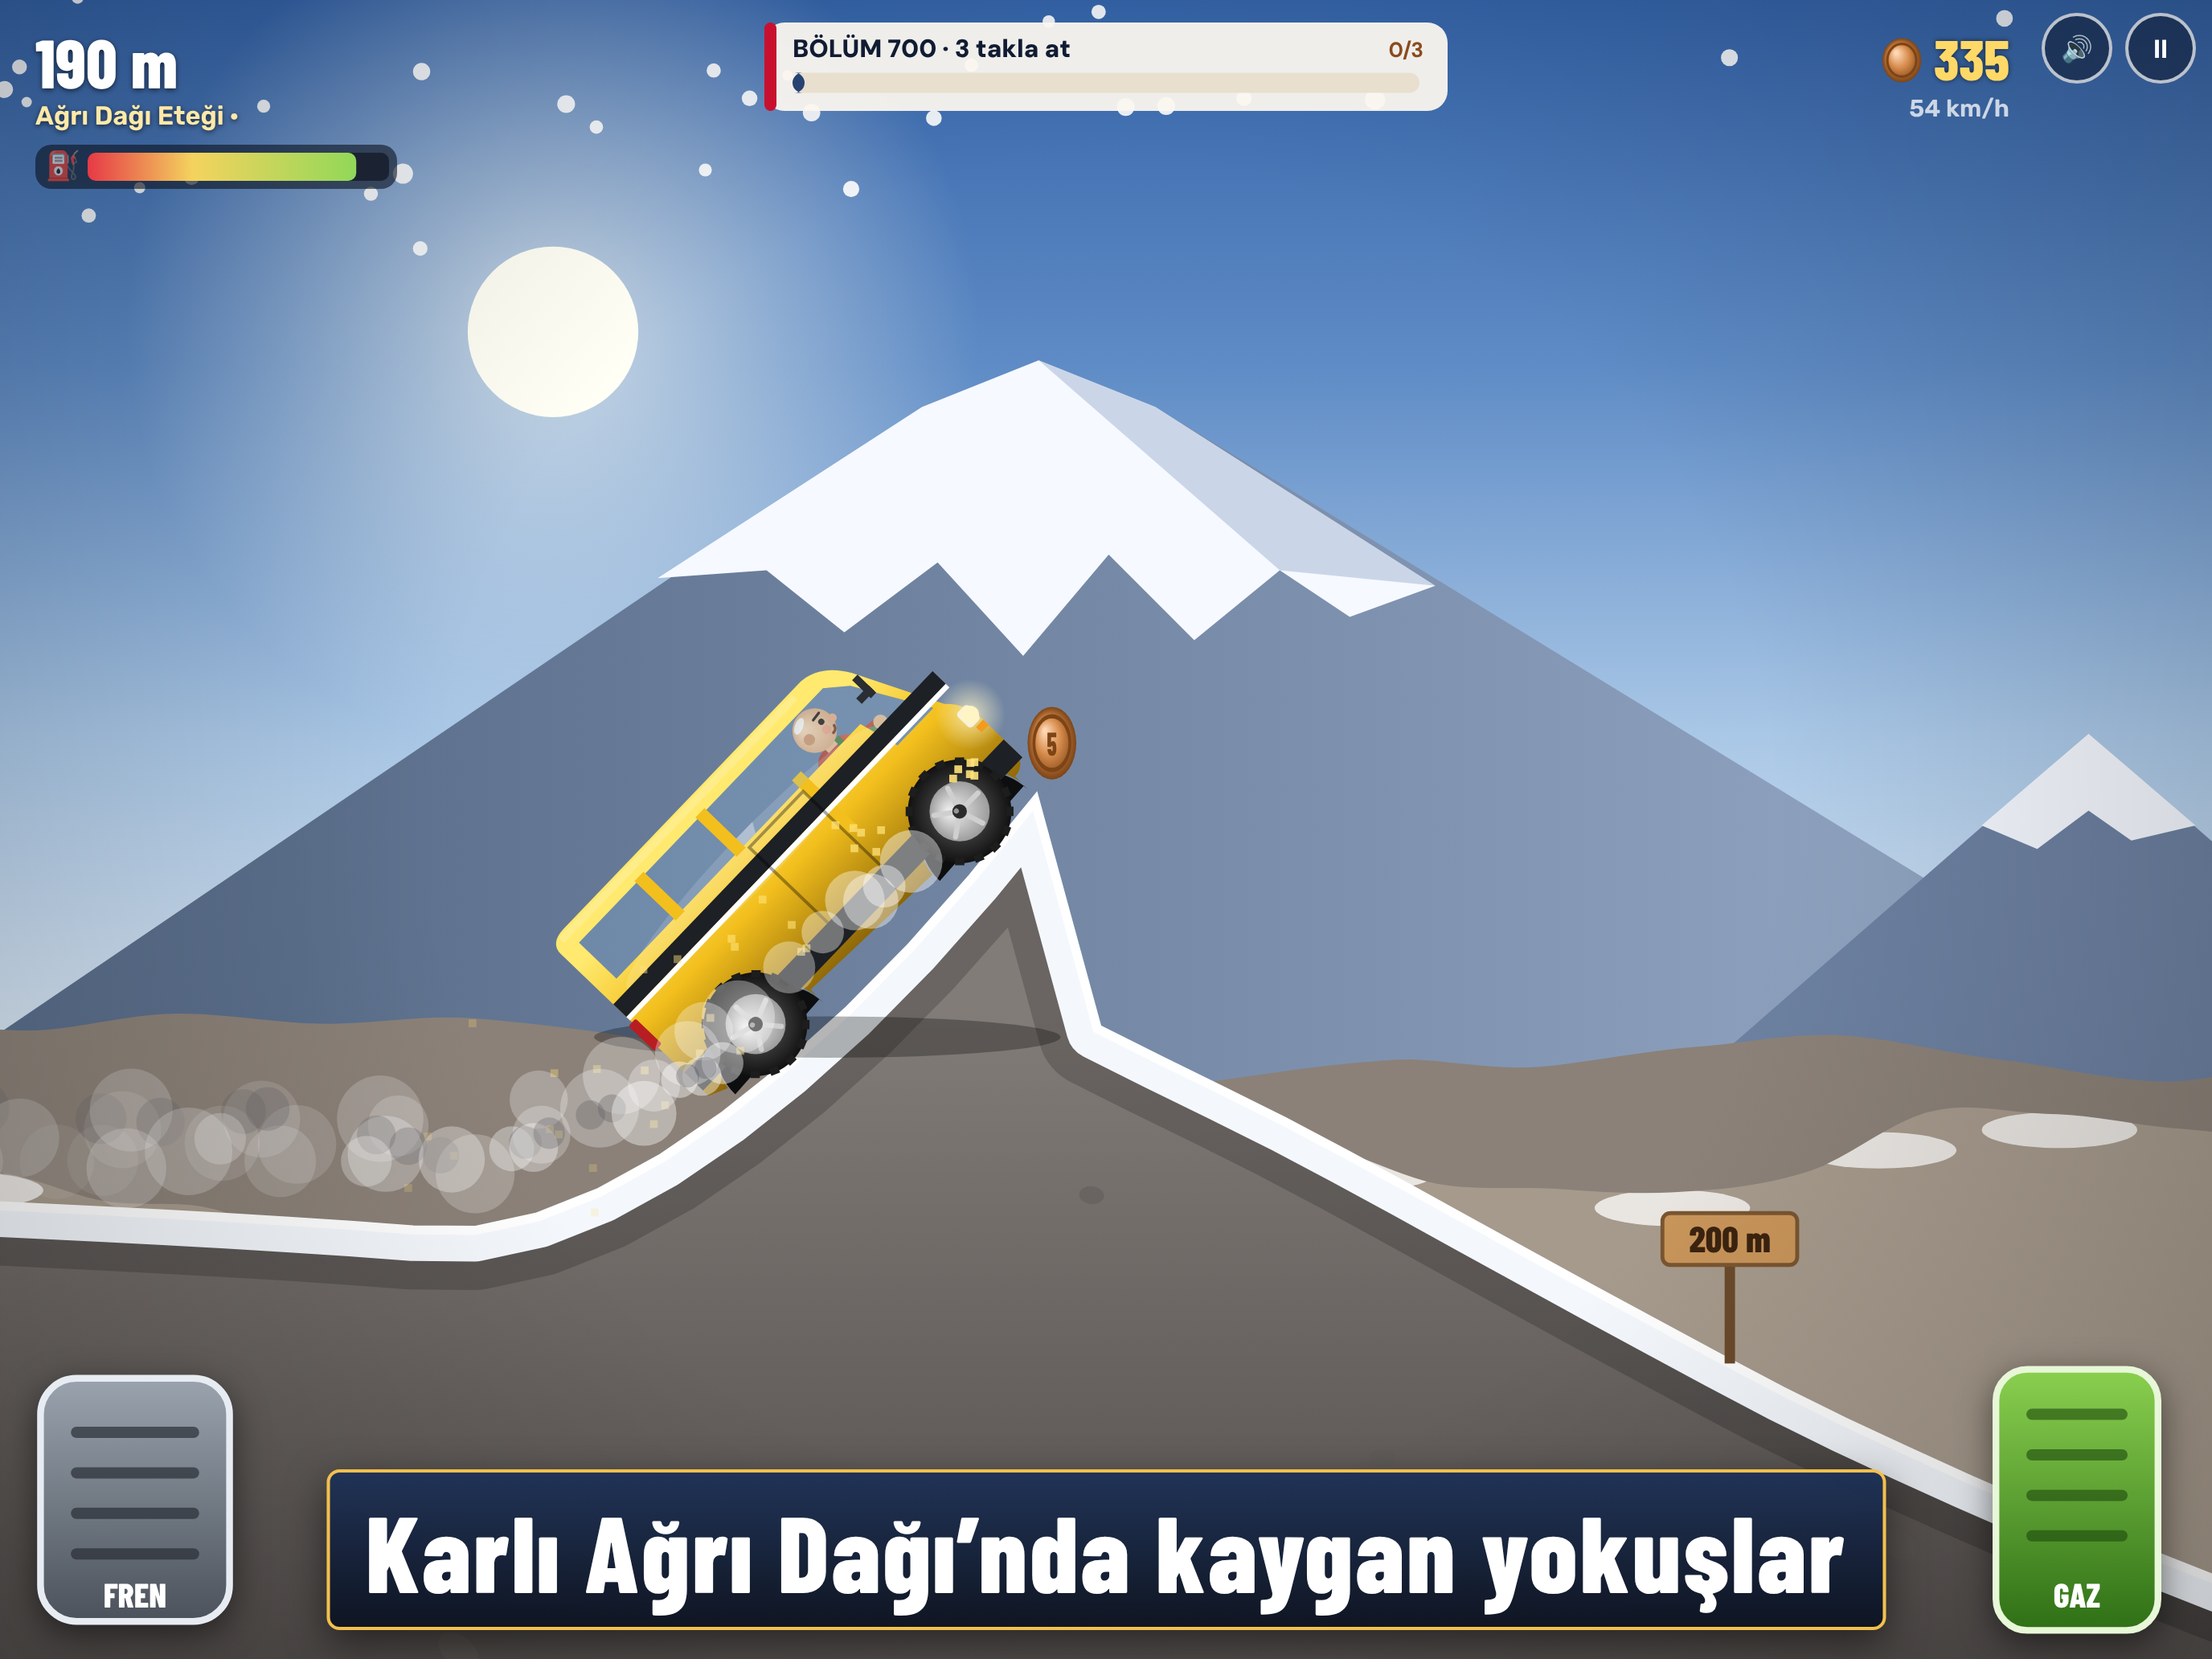 190 m
Ağrı Dağı Eteği •
BÖLÜM 700 · 3 takla at
0/3
335
54 km/h
5
200 m
FREN
GAZ
Karlı Ağrı Dağı’nda kaygan yokuşlar